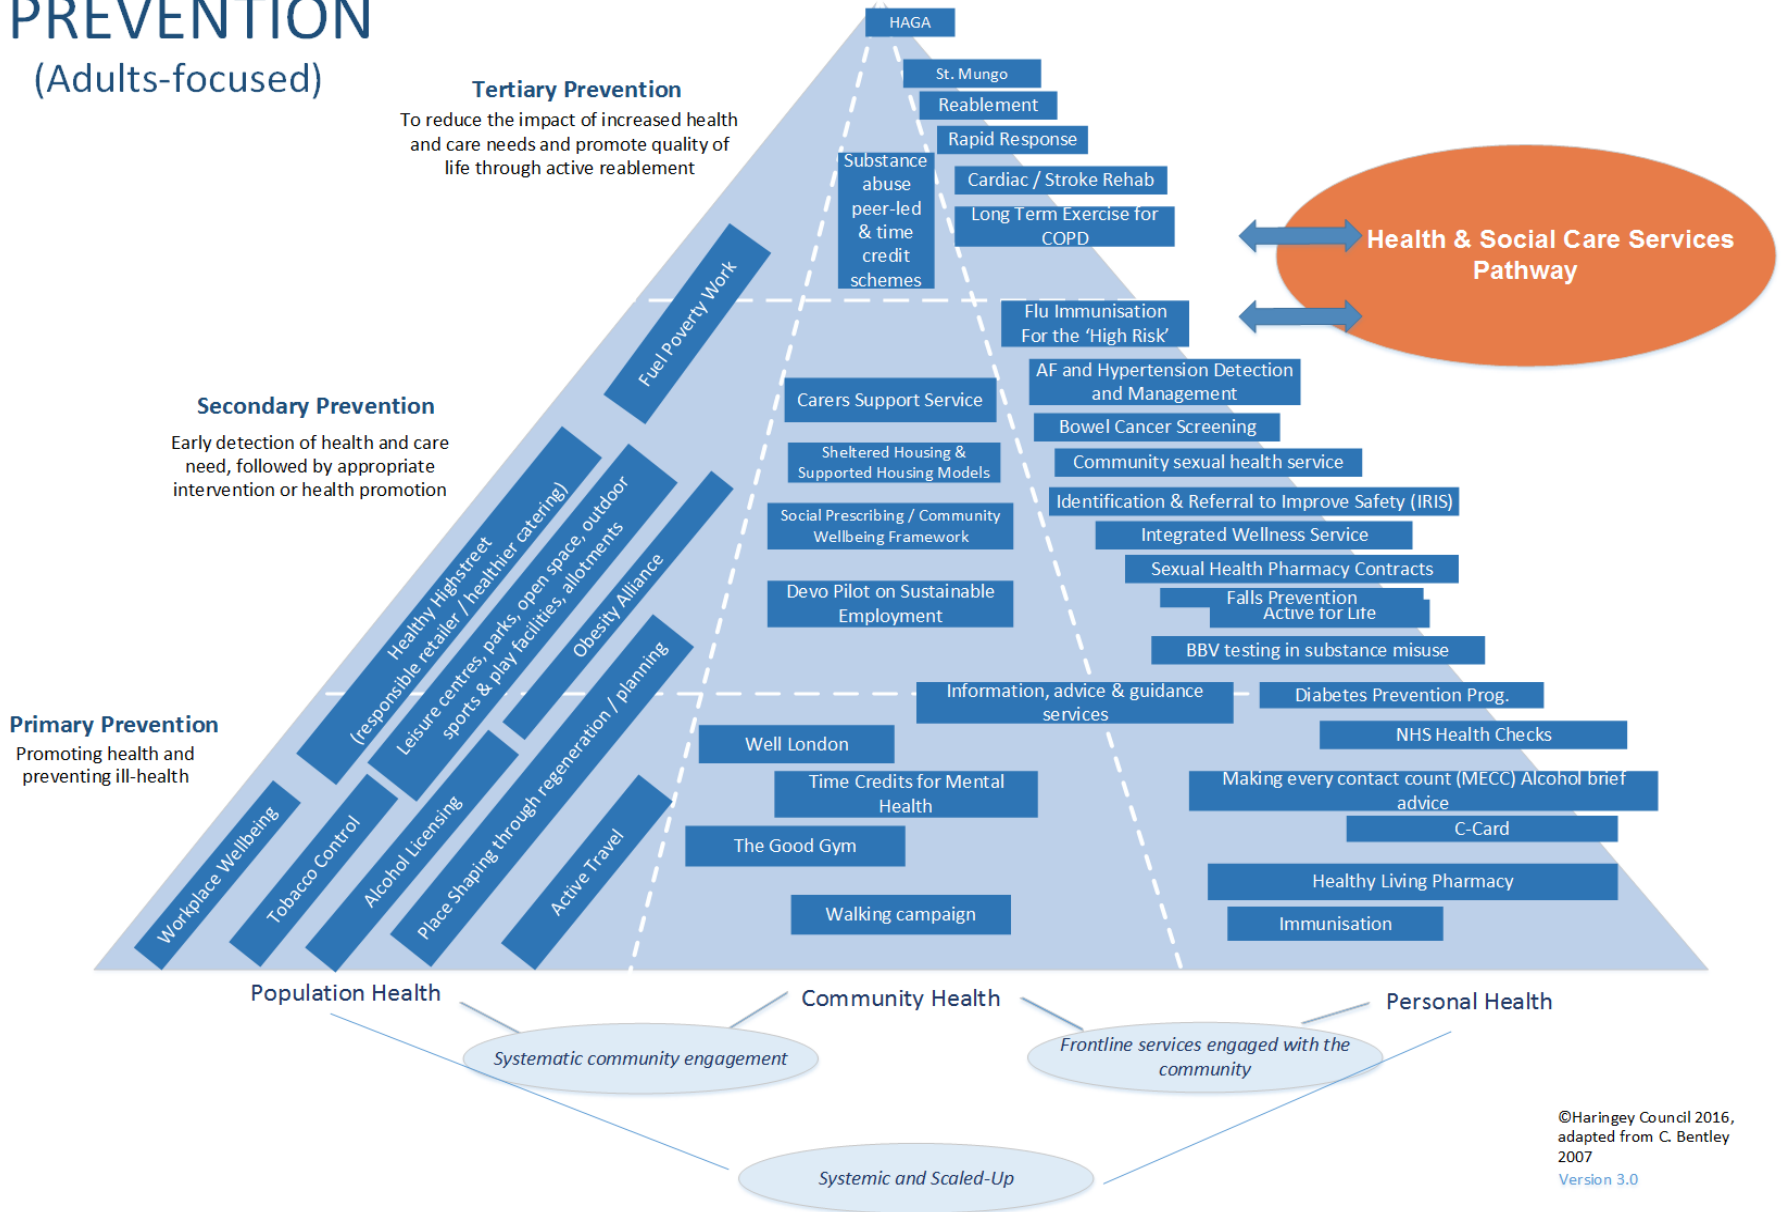 PREVENTION
(Adults-focused)
Tertiary Prevention
To reduce the impact of increased health
and care needs and promote quality of
life through active reablement
Secondary Prevention
Early detection of health and care
need, followed by appropriate
intervention or health promotion
Primary Prevention
Promoting health and
preventing ill-health
HAGA
St. Mungo
Reablement
Rapid Response
Cardiac / Stroke Rehab
Long Term Exercise for
COPD
Substance
abuse
peer-led
& time
credit
schemes
Health & Social Care Services
Pathway
Fuel Poverty Work
Healthy Highstreet
(responsible retailer / healthier catering)
Leisure centres, parks, open space, outdoor
sports & play facilities, allotments
Obesity Alliance
Place Shaping through regeneration / planning
Workplace Wellbeing
Tobacco Control
Alcohol Licensing
Active Travel
Carers Support Service
Sheltered Housing &
Supported Housing Models
Social Prescribing / Community
Wellbeing Framework
Devo Pilot on Sustainable
Employment
Flu Immunisation
For the ‘High Risk’
AF and Hypertension Detection
and Management
Bowel Cancer Screening
Community sexual health service
Identification & Referral to Improve Safety (IRIS)
Integrated Wellness Service
Sexual Health Pharmacy Contracts
Falls Prevention
Active for Life
BBV testing in substance misuse
Information, advice & guidance
services
Diabetes Prevention Prog.
Well London
NHS Health Checks
Time Credits for Mental
Health
Making every contact count (MECC) Alcohol brief
advice
The Good Gym
C-Card
Healthy Living Pharmacy
Walking campaign
Immunisation
Population Health
Community Health
Personal Health
Systematic community engagement
Frontline services engaged with the
community
Systemic and Scaled-Up
©Haringey Council 2016,
adapted from C. Bentley
2007
Version 3.0